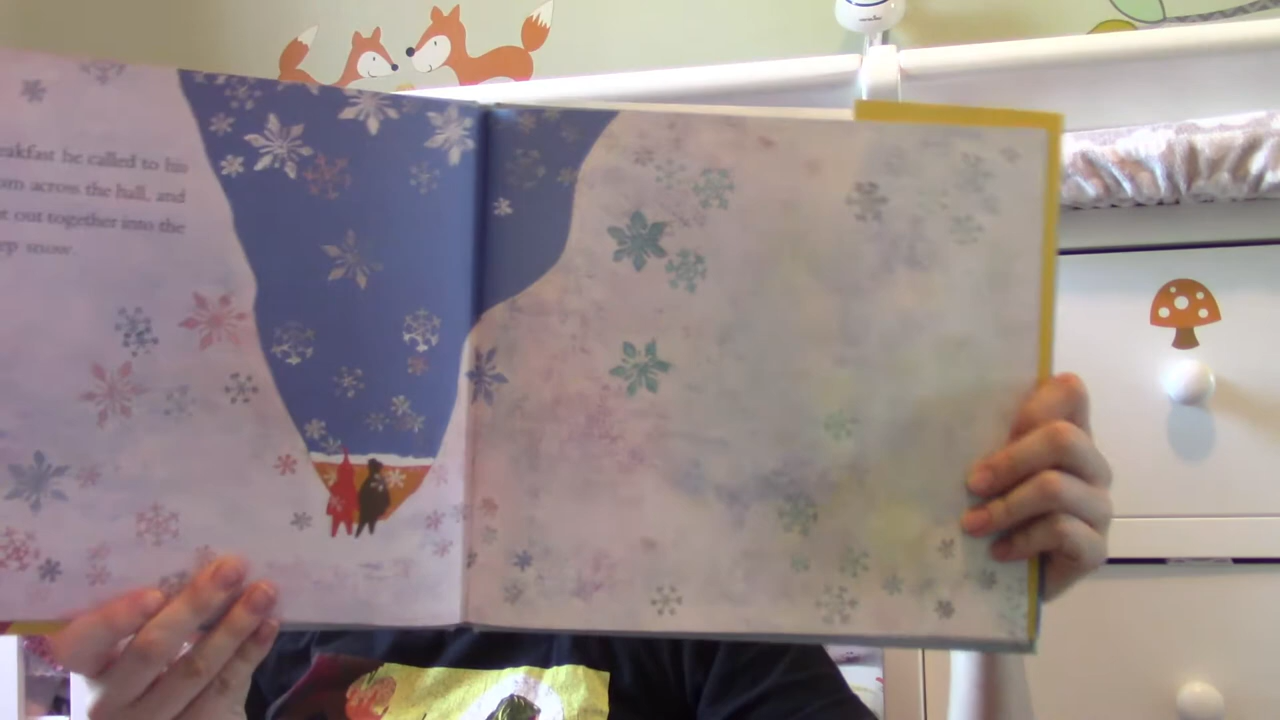 eakfast he called to his
om across the hall, and
t out together into the
ep snow.